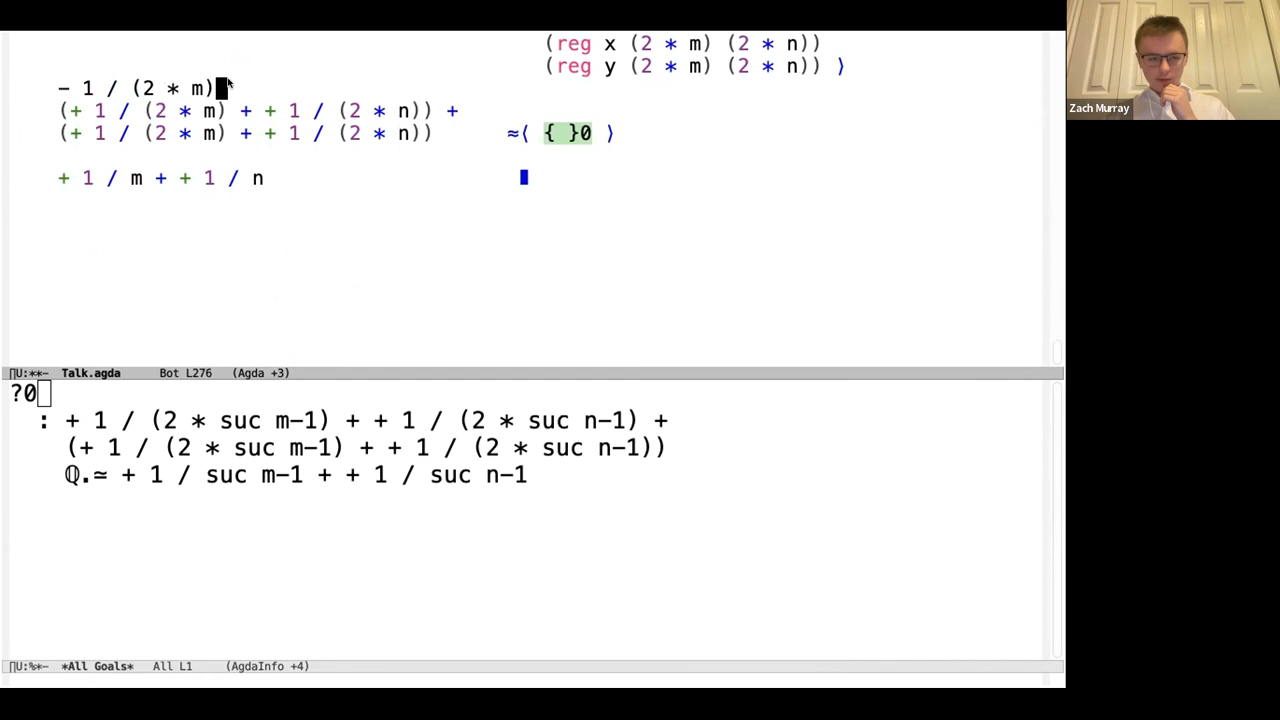 (reg x (2 * m) (2 * n))
(reg y (2 * m) (2 * n)) ⟩
− 1 / (2 * m)
(+ 1 / (2 * m) + + 1 / (2 * n)) +
(+ 1 / (2 * m) + + 1 / (2 * n)) ≈⟨ { }0 ⟩
+ 1 / m + + 1 / n ∎
∏U:**- Talk.agda Bot L276 (Agda +3)
?0
: + 1 / (2 * suc m-1) + + 1 / (2 * suc n-1) +
(+ 1 / (2 * suc m-1) + + 1 / (2 * suc n-1))
ℚ.≃ + 1 / suc m-1 + + 1 / suc n-1
∏U:%*- *All Goals* All L1 (AgdaInfo +4)
Zach Murray